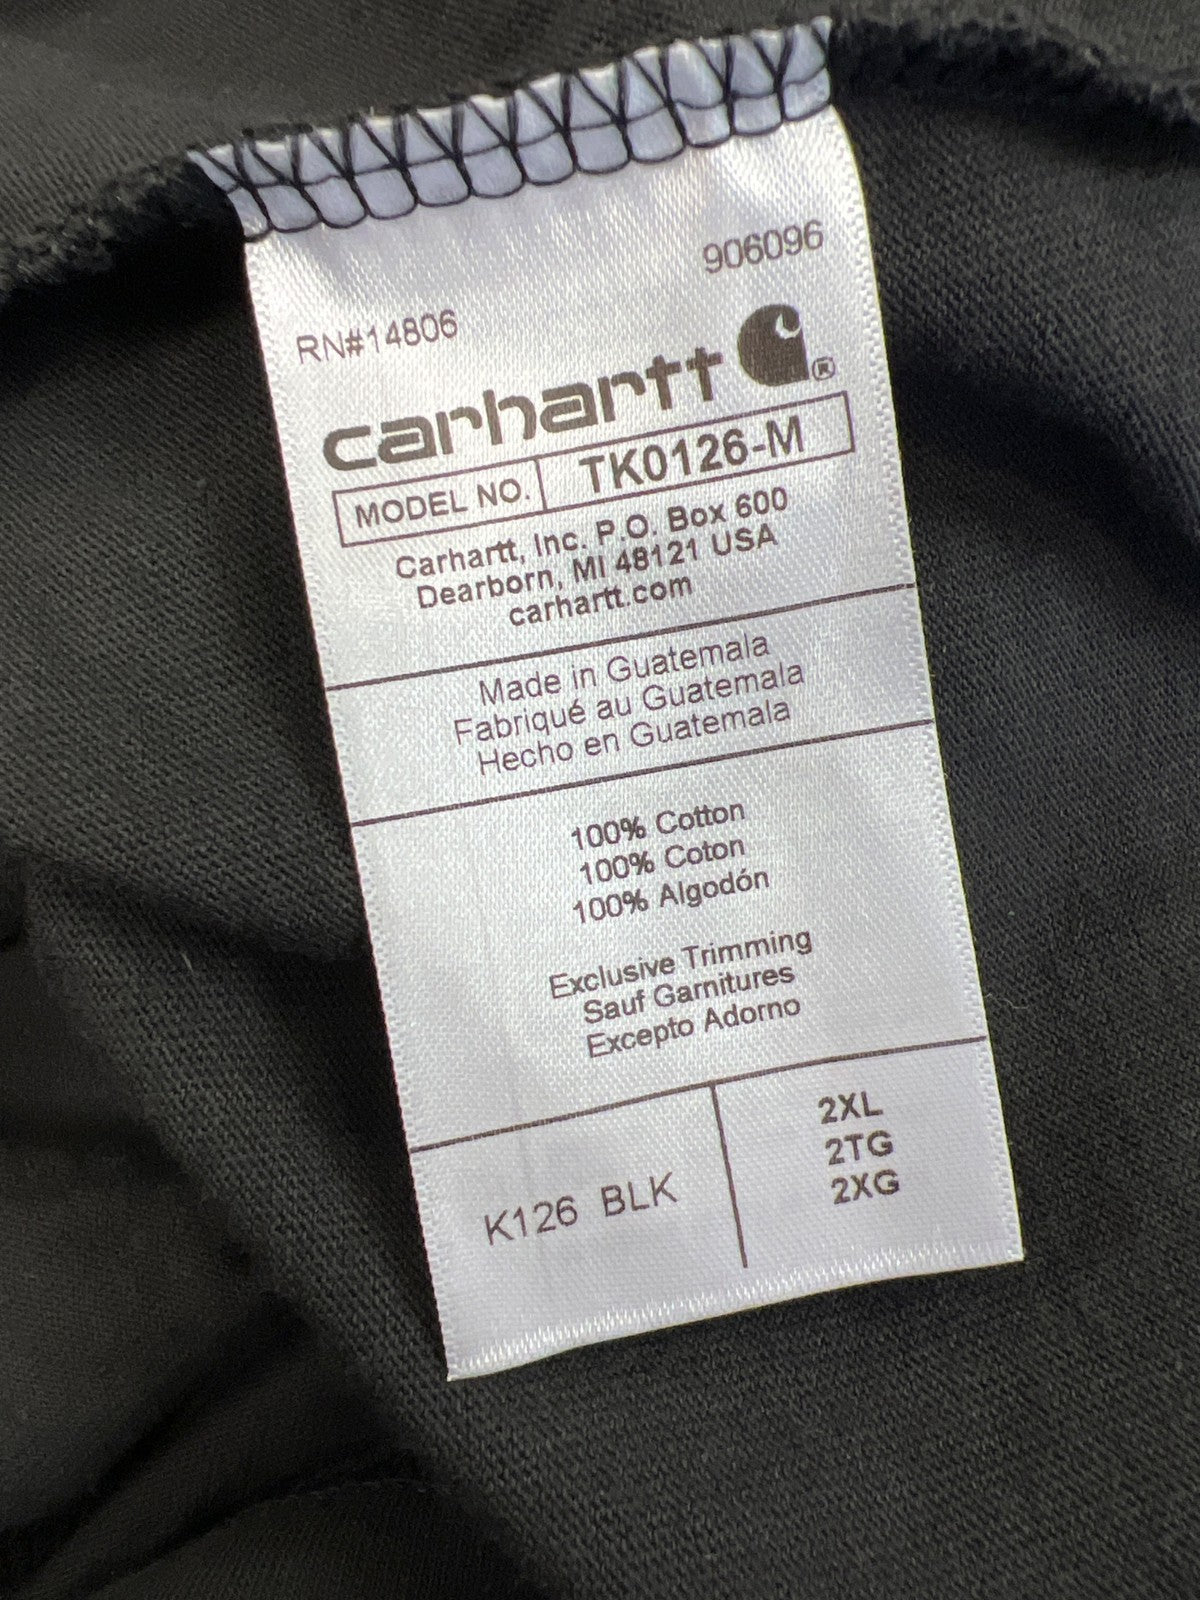 906096
RN#14806
carhartt ®
MODEL NO. TK0126-M
Carhartt, Inc. P.O. Box 600
Dearborn, MI 48121 USA
carhartt.com
Made in Guatemala
Fabriqué au Guatemala
Hecho en Guatemala
100% Cotton
100% Coton
100% Algodón
Exclusive Trimming
Sauf Garnitures
Excepto Adorno
K126 BLK
2XL
2TG
2XG